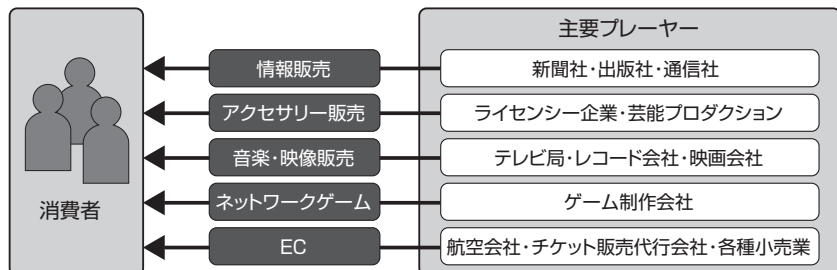 主要プレーヤー
情報販売
新聞社・出版社・通信社
アクセサリー販売
ライセンシー企業・芸能プロダクション
音楽・映像販売
テレビ局・レコード会社・映画会社
ネットワークゲーム
ゲーム制作会社
消費者
EC
航空会社・チケット販売代行会社・各種小売業